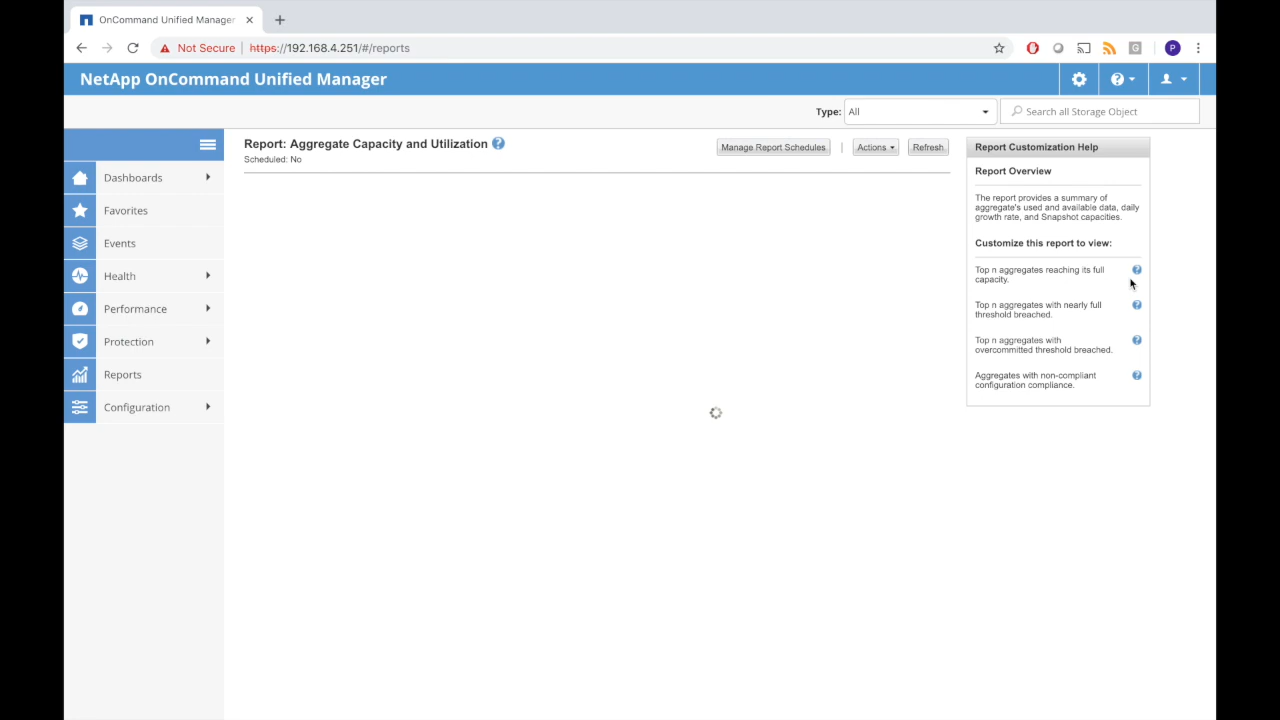 OnCommand Unified Manager
Not Secure https://192.168.4.251/#/reports
P
NetApp OnCommand Unified Manager
Type: All
Search all Storage Object
Dashboards
Favorites
Events
Health
Performance
Protection
Reports
Configuration
Report: Aggregate Capacity and Utilization
Scheduled: No
Manage Report Schedules | Actions Refresh
Report Customization Help
Report Overview
The report provides a summary of
aggregate's used and available data, daily
growth rate, and Snapshot capacities.
Customize this report to view:
Top n aggregates reaching its full
capacity.
Top n aggregates with nearly full
threshold breached.
Top n aggregates with
overcommitted threshold breached.
Aggregates with non-compliant
configuration compliance.